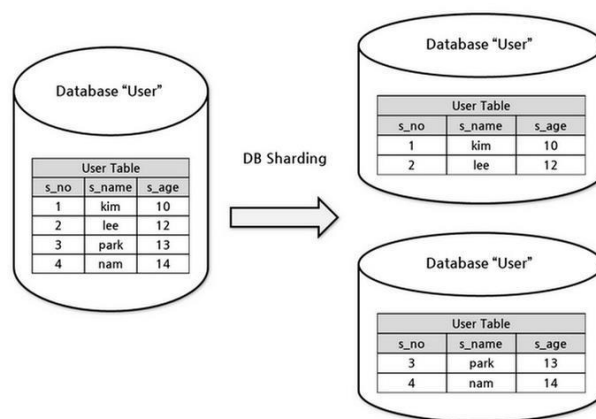 Database “User”
User Table
s_no s_name s_age
1 kim 10
2 lee 12
3 park 13
4 nam 14
DB Sharding
Database “User”
User Table
s_no s_name s_age
1 kim 10
2 lee 12
Database “User”
User Table
s_no s_name s_age
3 park 13
4 nam 14